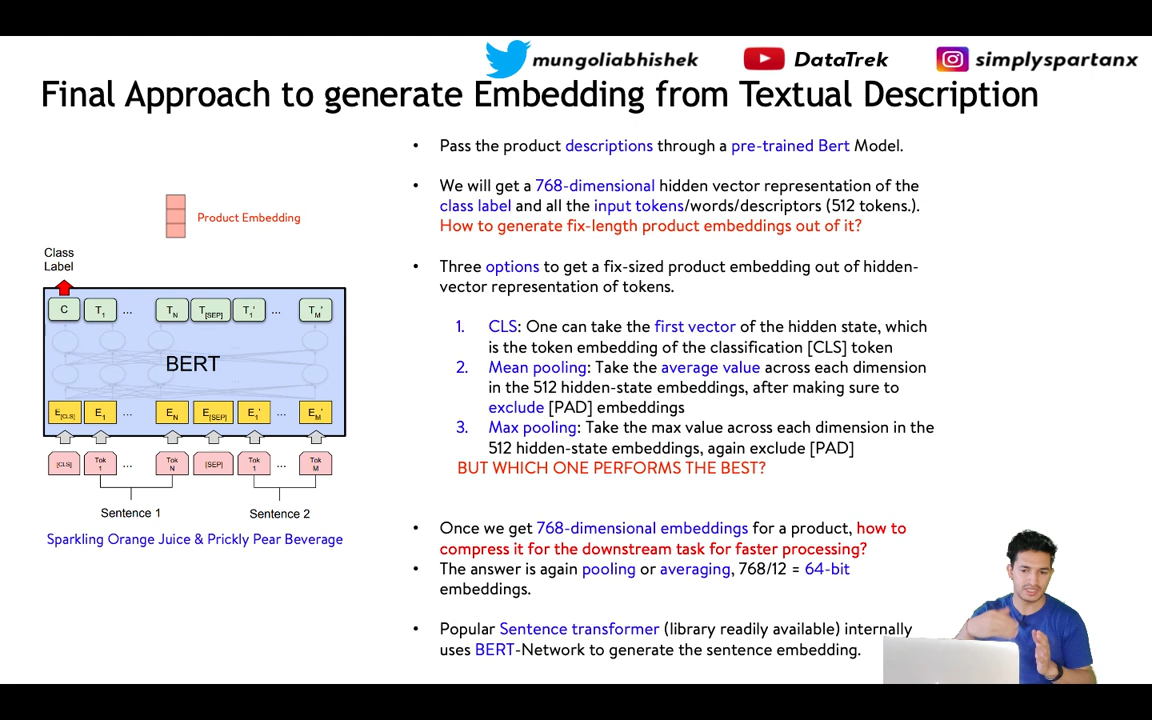 mungoliabhishek
DataTrek
simplyspartanx
Final Approach to generate Embedding from Textual Description
• Pass the product descriptions through a pre-trained Bert Model.
• We will get a 768-dimensional hidden vector representation of the
class label and all the input tokens/words/descriptors (512 tokens.).
How to generate fix-length product embeddings out of it?
• Three options to get a fix-sized product embedding out of hidden-
vector representation of tokens.
1. CLS: One can take the first vector of the hidden state, which
is the token embedding of the classification [CLS] token
2. Mean pooling: Take the average value across each dimension
in the 512 hidden-state embeddings, after making sure to
exclude [PAD] embeddings
3. Max pooling: Take the max value across each dimension in the
512 hidden-state embeddings, again exclude [PAD]
BUT WHICH ONE PERFORMS THE BEST?
• Once we get 768-dimensional embeddings for a product, how to
compress it for the downstream task for faster processing?
• The answer is again pooling or averaging, 768/12 = 64-bit
embeddings.
• Popular Sentence transformer (library readily available) internally
uses BERT-Network to generate the sentence embedding.
Product Embedding
Class
Label
C T1 ... TN T[SEP] T1' ... TM'
BERT
E[CLS] E1 ... EN E[SEP] E1' ... EM'
[CLS] Tok 1 ... Tok N [SEP] Tok 1 ... Tok M
Sentence 1 Sentence 2
Sparkling Orange Juice & Prickly Pear Beverage